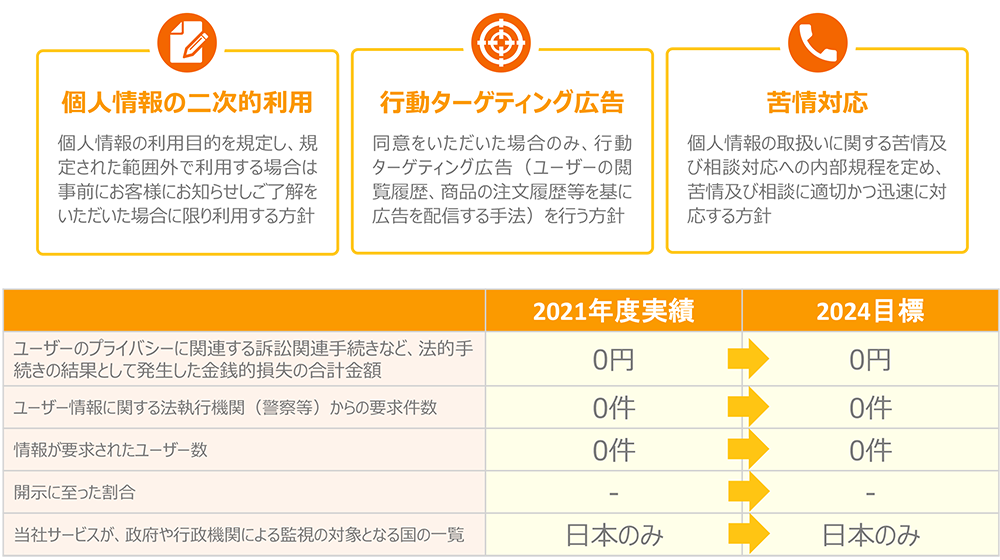 個人情報の二次的利用
個人情報の利用目的を規定し、規
定された範囲外で利用する場合は
事前にお客様にお知らせしご了解を
いただいた場合に限り利用する方針
行動ターゲティング広告
同意をいただいた場合のみ、行動
ターゲティング広告（ユーザーの閲
覧履歴、商品の注文履歴等を基に
広告を配信する手法）を行う方針
苦情対応
個人情報の取扱いに関する苦情及
び相談対応への内部規程を定め、
苦情及び相談に適切かつ迅速に対
応する方針
2021年度実績 2024目標
ユーザーのプライバシーに関連する訴訟関連手続きなど、法的手
続きの結果として発生した金銭的損失の合計金額
0円 0円
ユーザー情報に関する法執行機関（警察等）からの要求件数 0件 0件
情報が要求されたユーザー数 0件 0件
開示に至った割合 - -
当社サービスが、政府や行政機関による監視の対象となる国の一覧 日本のみ 日本のみ